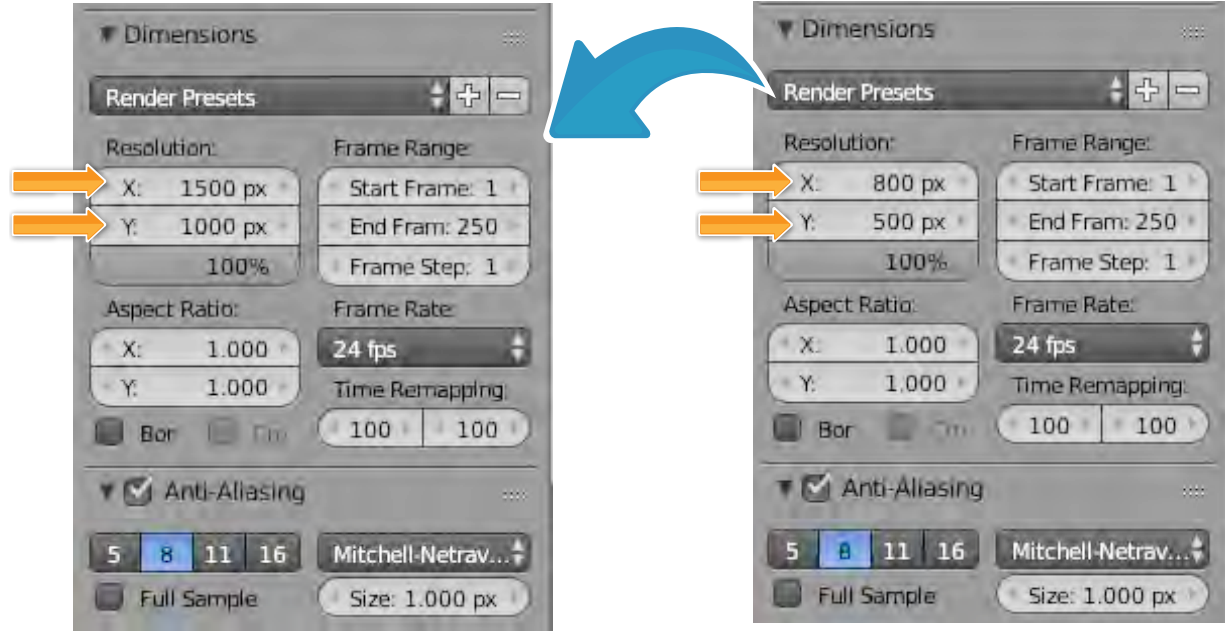 Dimensions
Render Presets
Resolution: Frame Range:
X: 1500 px Start Frame: 1
Y: 1000 px End Fram: 250
100% Frame Step: 1
Aspect Ratio: Frame Rate:
X: 1.000 24 fps
Y: 1.000 Time Remapping:
Bor 100 100
Anti-Aliasing
5 8 11 16 Mitchell-Netrav...
Full Sample Size: 1.000 px
Dimensions
Render Presets
Resolution: Frame Range:
X: 800 px Start Frame: 1
Y: 500 px End Fram: 250
100% Frame Step: 1
Aspect Ratio: Frame Rate:
X: 1.000 24 fps
Y: 1.000 Time Remapping:
Bor 100 100
Anti-Aliasing
5 8 11 16 Mitchell-Netrav...
Full Sample Size: 1.000 px